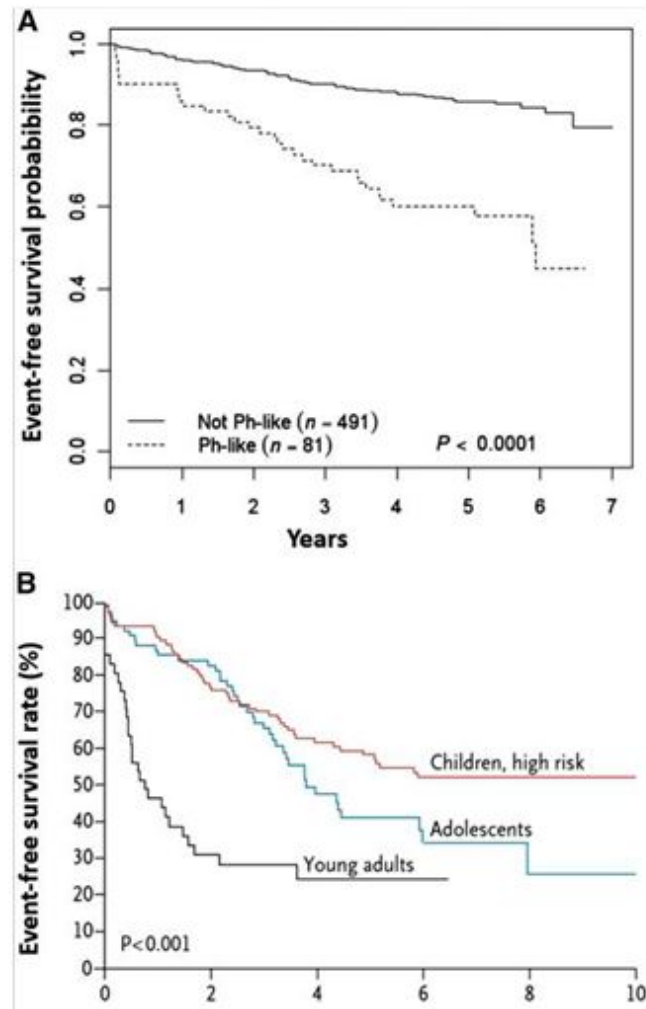 A
Event-free survival probabibility
1.0
0.8
0.6
0.4
0.2
0.0
Not Ph-like (n – 491)
Ph-like (n – 81)
P < 0.0001
0 1 2 3 4 5 6 7
Years
B
Event-free survival rate (%)
100
90
80
70
60
50
40
30
20
10
0
Children, high risk
Adolescents
Young adults
P<0.001
0 2 4 6 8 10